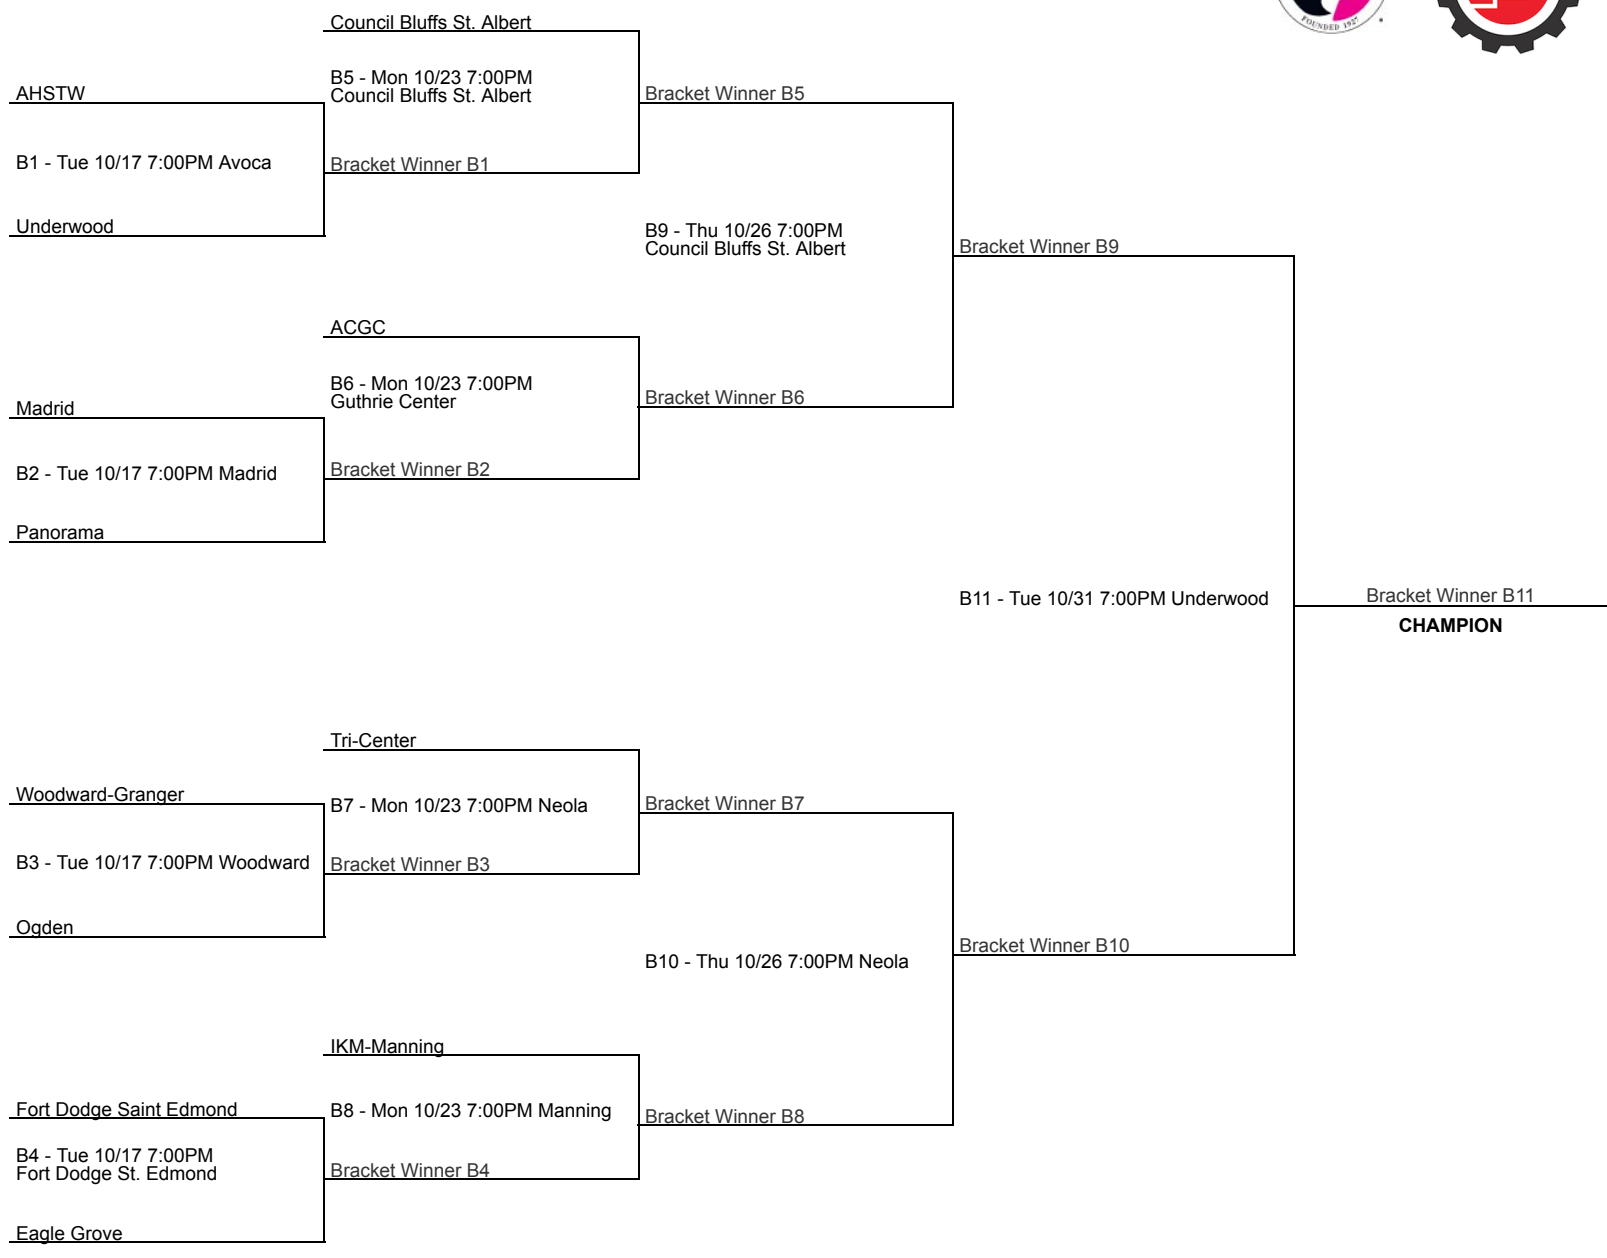 FOUNDED 1927
Council Bluffs St. Albert
B5 - Mon 10/23 7:00PM
Council Bluffs St. Albert
AHSTW
Bracket Winner B5
B1 - Tue 10/17 7:00PM Avoca
Bracket Winner B1
Underwood
B9 - Thu 10/26 7:00PM
Council Bluffs St. Albert
Bracket Winner B9
ACGC
B6 - Mon 10/23 7:00PM
Guthrie Center
Bracket Winner B6
Madrid
B2 - Tue 10/17 7:00PM Madrid
Bracket Winner B2
Panorama
B11 - Tue 10/31 7:00PM Underwood
Bracket Winner B11
CHAMPION
Tri-Center
Woodward-Granger
B7 - Mon 10/23 7:00PM Neola
Bracket Winner B7
B3 - Tue 10/17 7:00PM Woodward
Bracket Winner B3
Ogden
B10 - Thu 10/26 7:00PM Neola
Bracket Winner B10
IKM-Manning
Fort Dodge Saint Edmond
B8 - Mon 10/23 7:00PM Manning
Bracket Winner B8
B4 - Tue 10/17 7:00PM
Fort Dodge St. Edmond
Bracket Winner B4
Eagle Grove